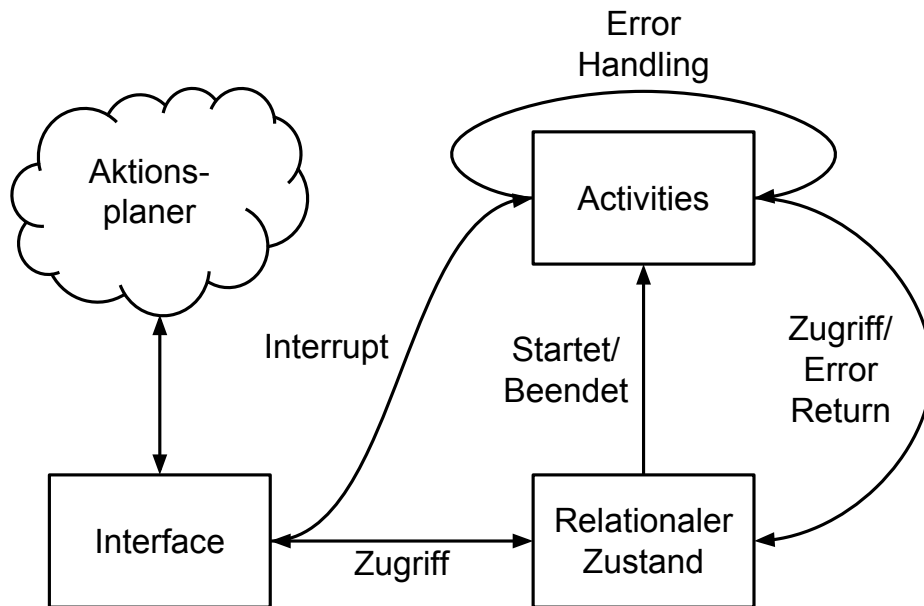 Error
Handling
Aktions-
planer
Activities
Interrupt
Startet/
Beendet
Zugriff/
Error
Return
Interface
Zugriff
Relationaler
Zustand